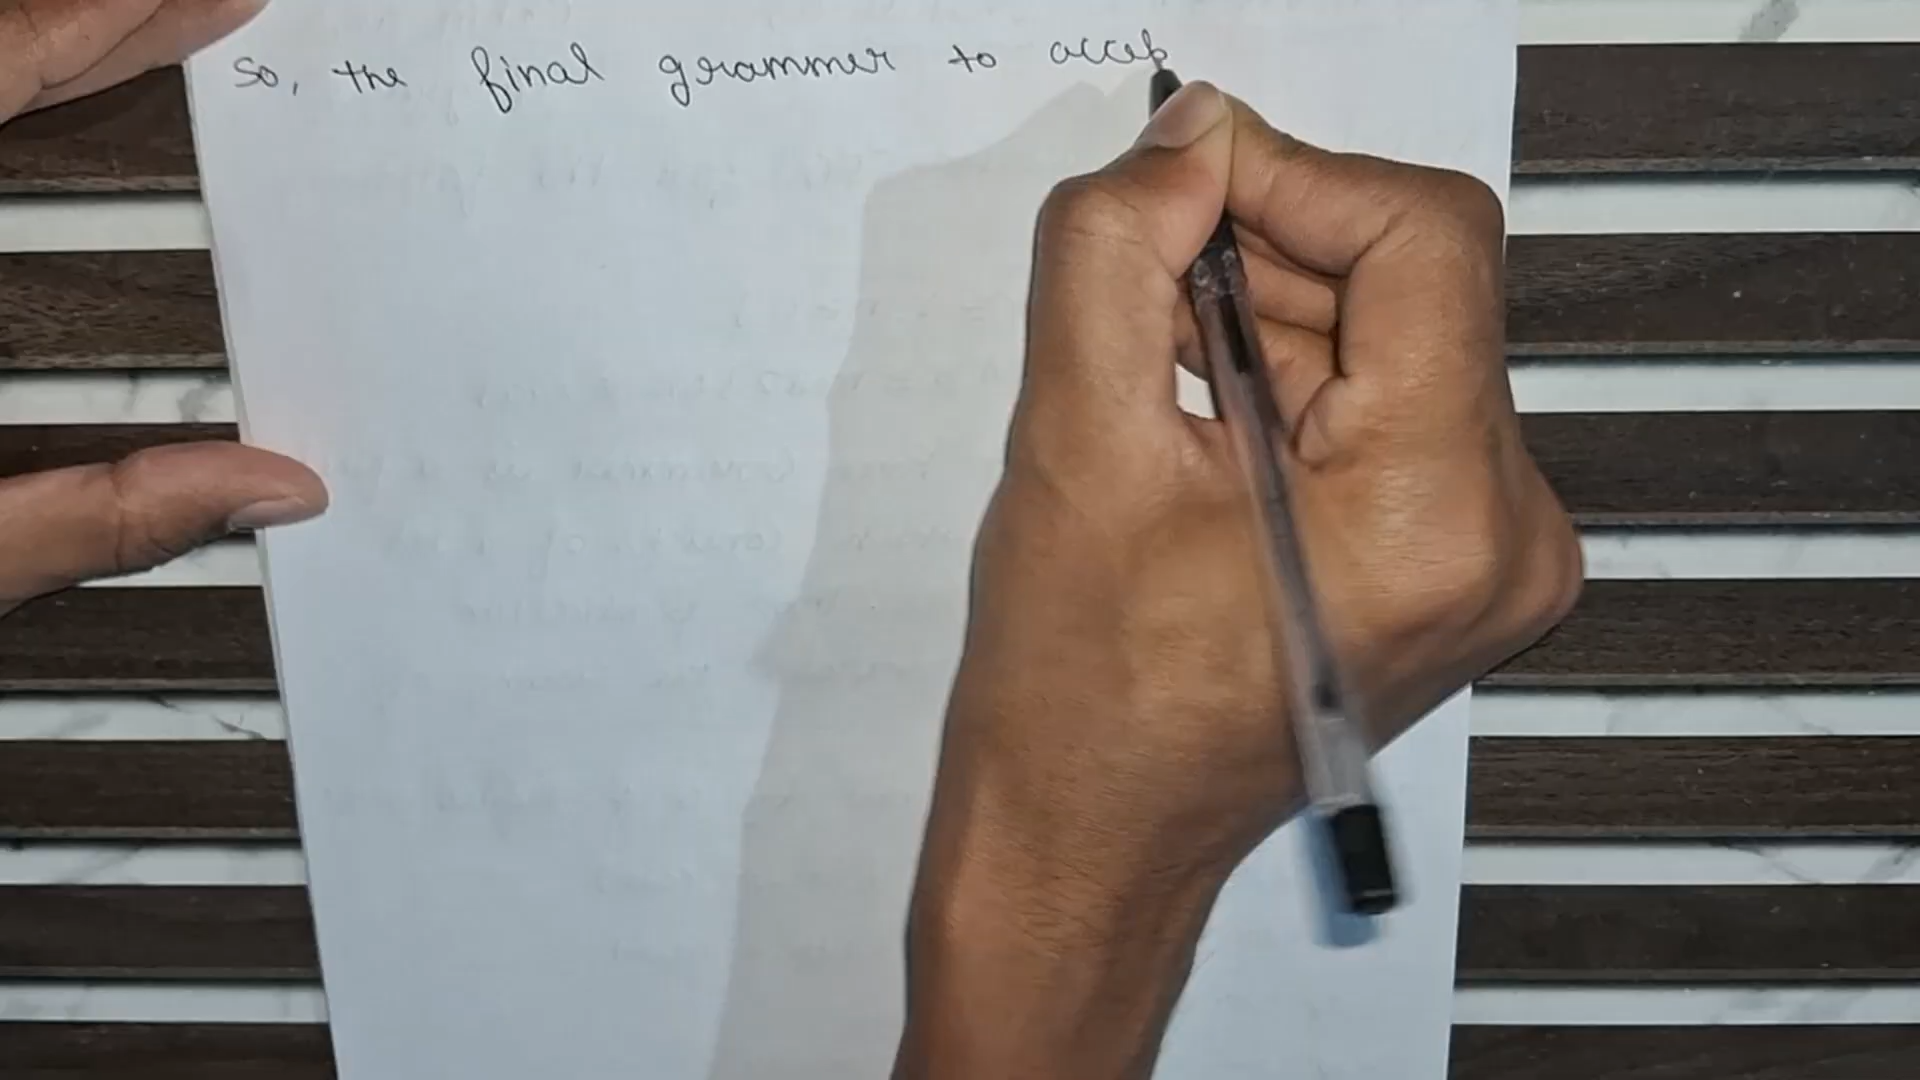 So, the final grammer to accep